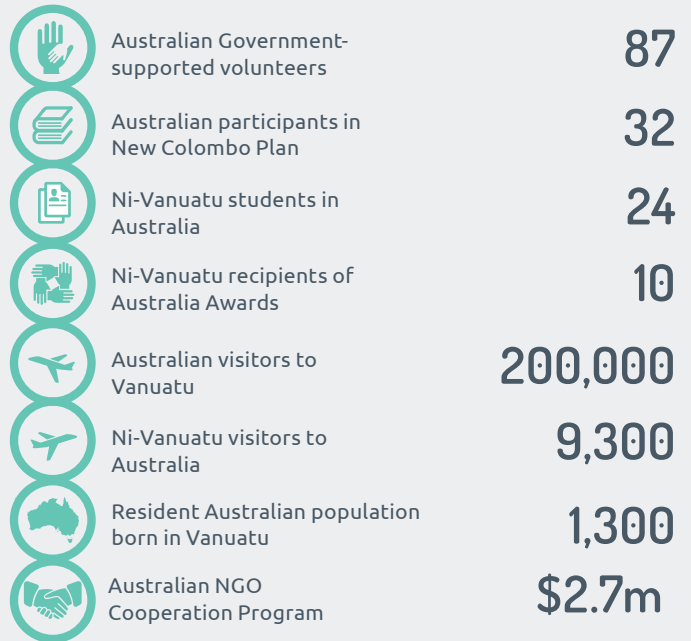 Australian Government-
supported volunteers
87
Australian participants in
New Colombo Plan
32
Ni-Vanuatu students in
Australia
24
Ni-Vanuatu recipients of
Australia Awards
10
Australian visitors to
Vanuatu
200,000
Ni-Vanuatu visitors to
Australia
9,300
Resident Australian population
born in Vanuatu
1,300
Australian NGO
Cooperation Program
$2.7m